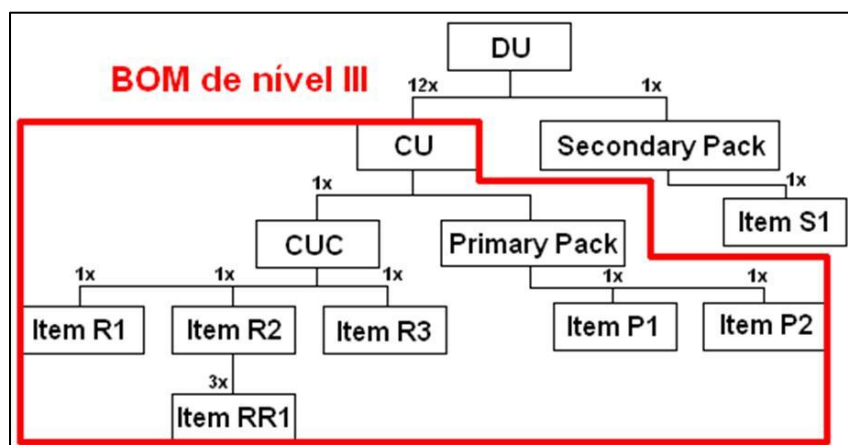 DU
BOM de nível III
12x
1x
CU
Secondary Pack
1x
1x
Item S1
CUC
Primary Pack
1x
1x
1x
1x
1x
Item R1
Item R2
Item R3
Item P1
Item P2
3x
Item RR1